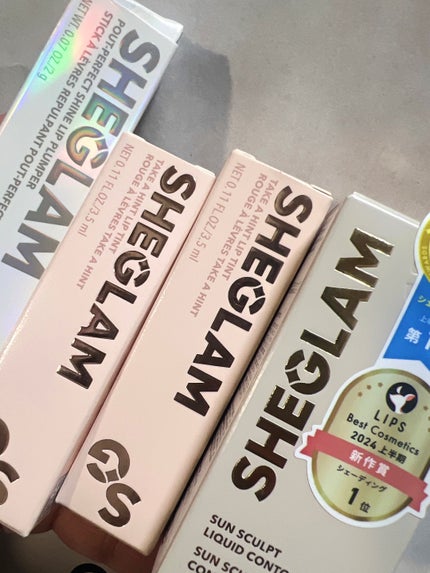 SHEGLAM
POUT-PERFECT SHINE LIP PLUMPER
STICK À LÈVRES REPULPANT POUT-PERFECT
NET WT. 0.07 OZ./2 g
SHEGLAM
TAKE A HINT LIP TINT
ROUGE À LÈVRES TAKE A HINT
NET 0.11 FL.OZ./3.5 ml
SHEGLAM
TAKE A HINT LIP TINT
ROUGE À LÈVRES TAKE A HINT
NET 0.11 FL.OZ./3.5 ml
GS
SHEGLAM
SUN SCULPT
LIQUID CONTO
SUN SCUL
LIPS
Best Cosmetics
2024 上半期
新作賞
シェーディング
1位
第1